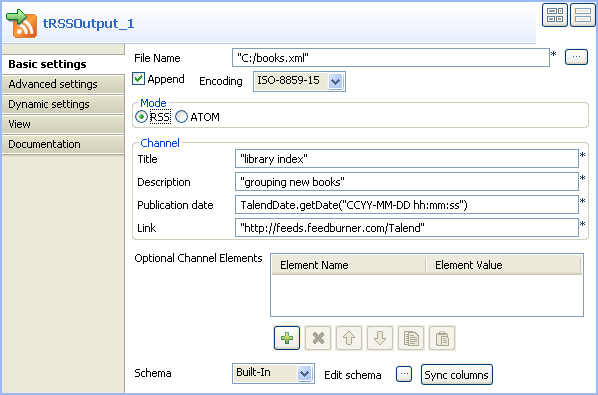 tRSSOutput_1
Basic settings
Advanced settings
Dynamic settings
View
Documentation
File Name "C:/books.xml" * ...
Append Encoding ISO-8859-15
Mode
RSS ATOM
Channel
Title "library index" *
Description "grouping new books" *
Publication date TalendDate.getDate("CCYY-MM-DD hh:mm:ss") *
Link "http://feeds.feedburner.com/Talend" *
Optional Channel Elements Element Name Element Value
Schema Built-In Edit schema ... Sync columns